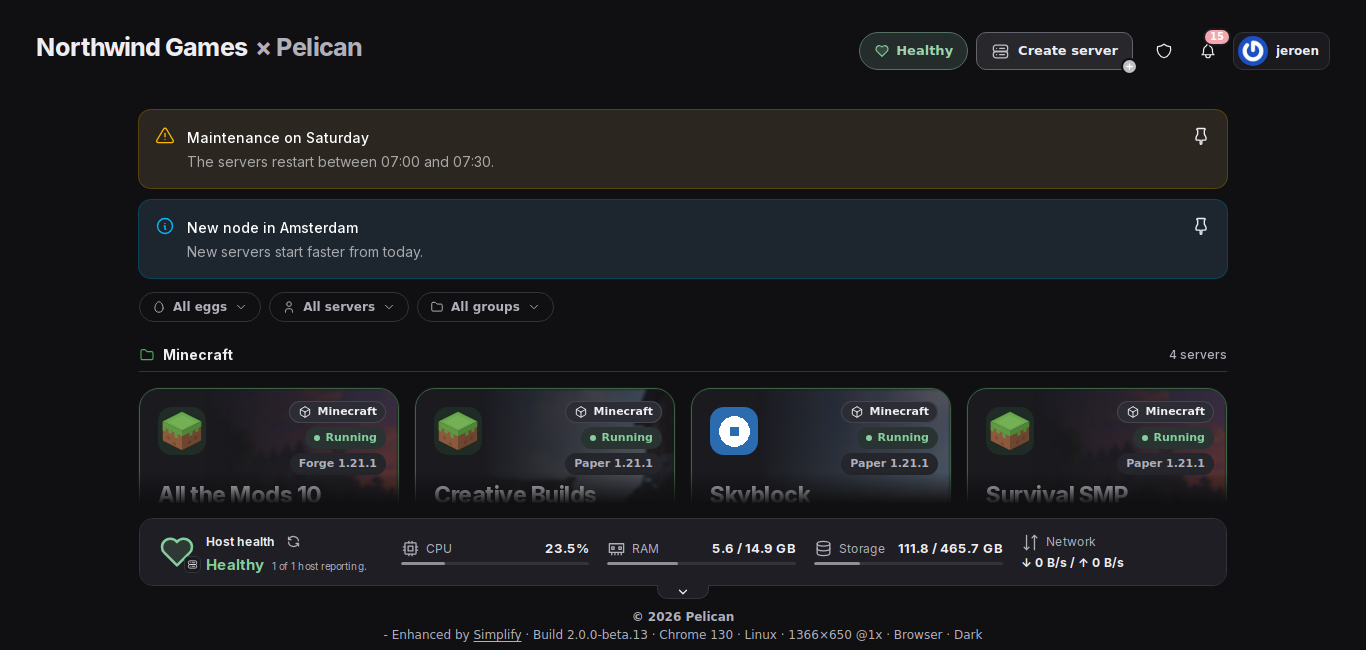 Northwind Games × Pelican
Healthy
Create server
15
jeroen
Maintenance on Saturday
The servers restart between 07:00 and 07:30.
New node in Amsterdam
New servers start faster from today.
All eggs
All servers
All groups
Minecraft
4 servers
Minecraft
Running
Forge 1.21.1
All the Mods 10
Minecraft
Running
Paper 1.21.1
Creative Builds
Minecraft
Running
Paper 1.21.1
Skyblock
Minecraft
Running
Paper 1.21.1
Survival SMP
Host health
Healthy 1 of 1 host reporting.
CPU 23.5%
RAM 5.6 / 14.9 GB
Storage 111.8 / 465.7 GB
Network
↓ 0 B/s / ↑ 0 B/s
© 2026 Pelican
- Enhanced by Simplify · Build 2.0.0-beta.13 · Chrome 130 · Linux · 1366×650 @1x · Browser · Dark